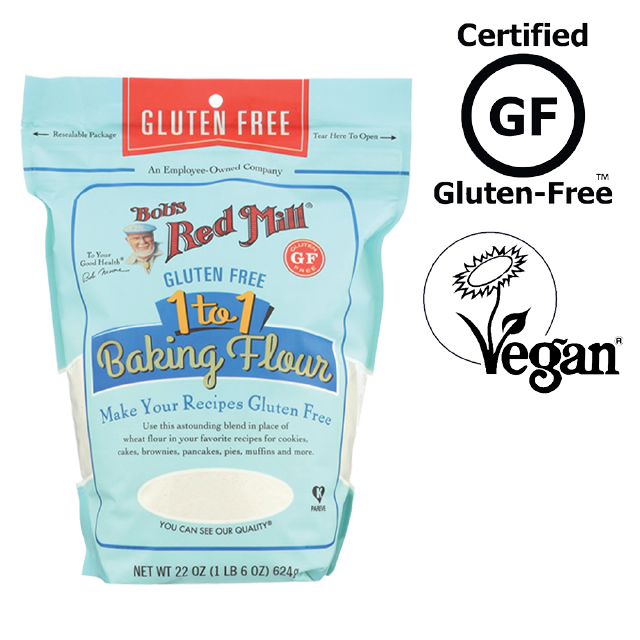 GLUTEN FREE
← Resealable Package
Tear Here To Open →
An Employee-Owned Company
Bob's
Red Mill®
To Your
Good Health®
Bob Moore
GLUTEN
GF
FREE
GLUTEN FREE
1 to 1
Baking Flour
Make Your Recipes Gluten Free
Use this astounding blend in place of
wheat flour in your favorite recipes for cookies,
cakes, brownies, pancakes, pies, muffins and more.
K
PAREVE
YOU CAN SEE OUR QUALITY®
NET WT 22 OZ (1 LB 6 OZ) 624g
Certified
GF
Gluten-Free™
Vegan®